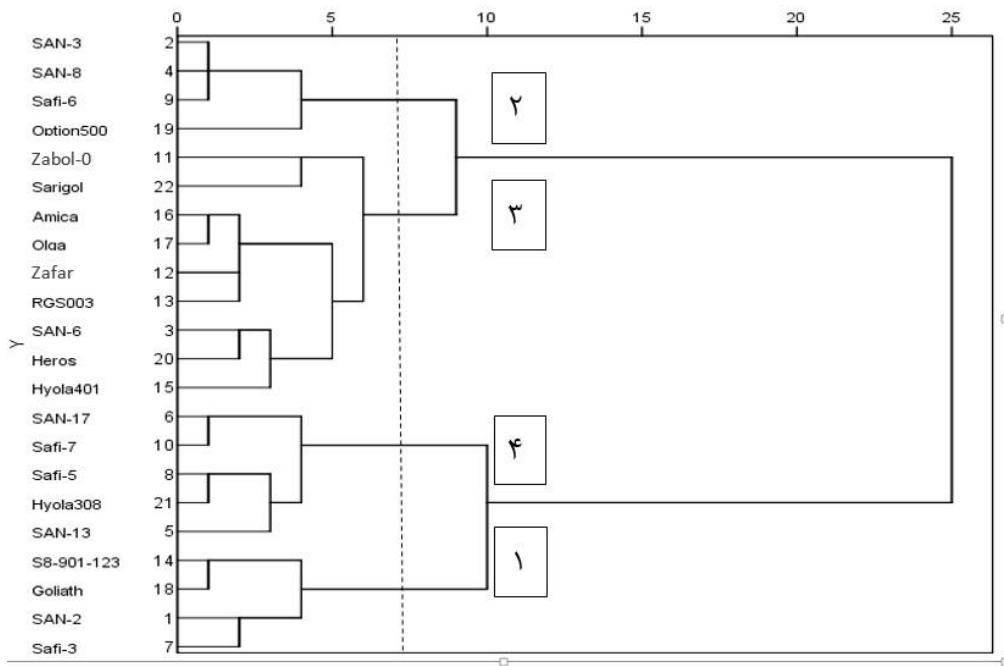 0 5 10 15 20 25
SAN-3 2
SAN-8 4
Safi-6 9
Option500 19
Zabol-0 11
Sarigol 22
Amica 16
Olga 17
Zafar 12
RGS003 13
SAN-6 3
Heros 20
Hyola401 15
SAN-17 6
Safi-7 10
Safi-5 8
Hyola308 21
SAN-13 5
S8-901-123 14
Goliath 18
SAN-2 1
Safi-3 7
Y
۲
۳
۴
۱